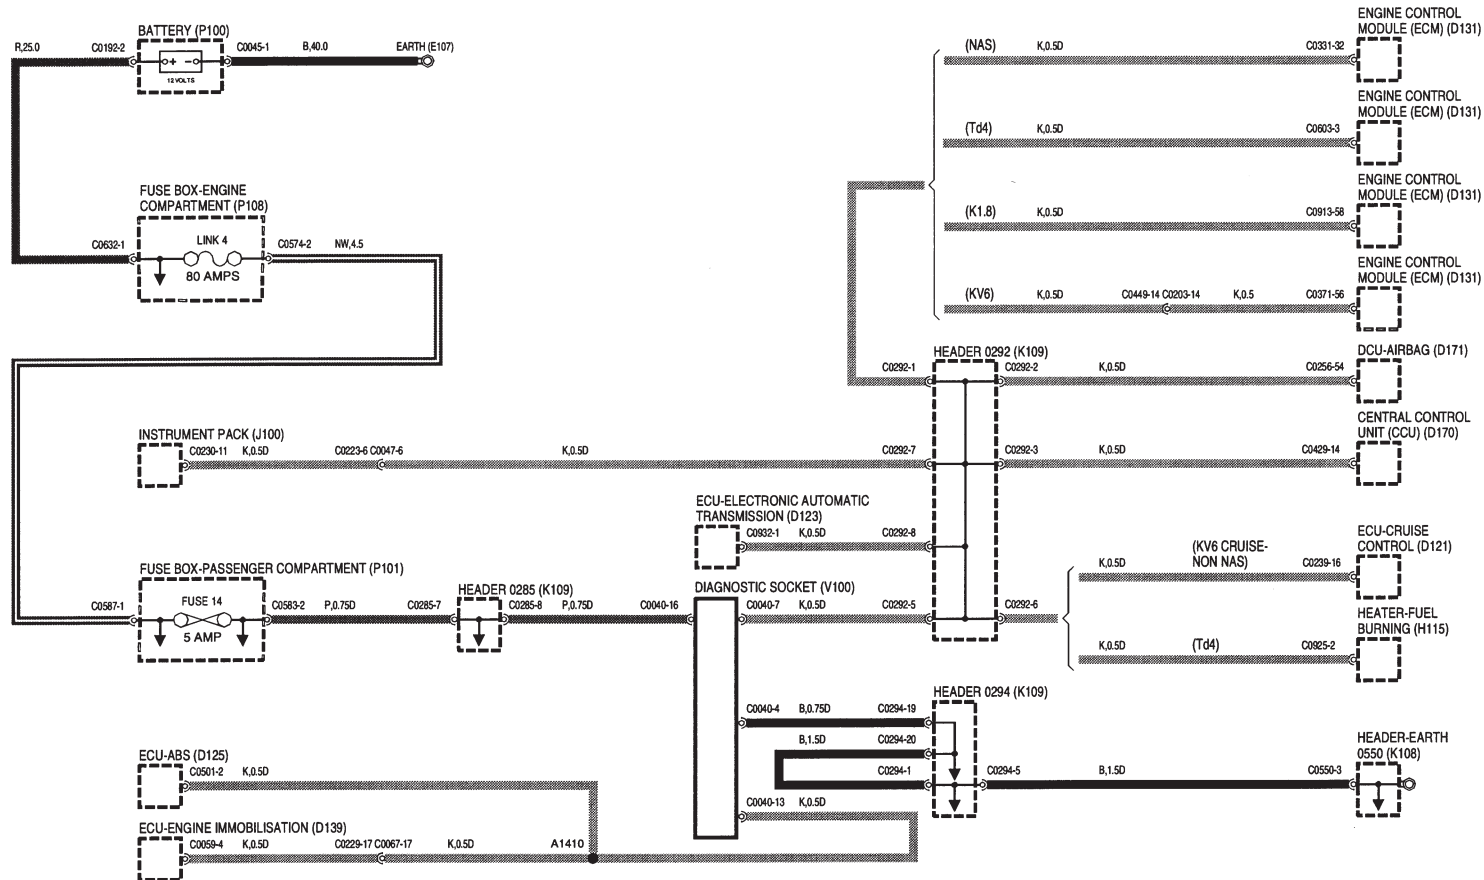 BATTERY (P100)
R,25.0 C0192-2 C0045-1 B,40.0 EARTH (E107)
12 VOLTS
FUSE BOX-ENGINE
COMPARTMENT (P108)
LINK 4
C0632-1 C0574-2 NW,4.5
80 AMPS
INSTRUMENT PACK (J100)
C0230-11 K,0.5D C0223-6 C0047-6 K,0.5D C0292-7
ECU-ELECTRONIC AUTOMATIC
TRANSMISSION (D123)
C0932-1 K,0.5D C0292-8
FUSE BOX-PASSENGER COMPARTMENT (P101)
FUSE 14
C0587-1 C0583-2 P,0.75D C0285-7
5 AMP
HEADER 0285 (K109)
C0285-8 P,0.75D C0040-16
DIAGNOSTIC SOCKET (V100)
C0040-7 K,0.5D C0292-5
C0040-4 B,0.75D C0294-19
B,1.5D C0294-20
C0294-1
C0040-13 K,0.5D
ECU-ABS (D125)
C0501-2 K,0.5D
ECU-ENGINE IMMOBILISATION (D139)
C0059-4 K,0.5D C0229-17 C0067-17 K,0.5D A1410
ENGINE CONTROL
MODULE (ECM) (D131)
(NAS) K,0.5D C0331-32
ENGINE CONTROL
MODULE (ECM) (D131)
(Td4) K,0.5D C0603-3
ENGINE CONTROL
MODULE (ECM) (D131)
(K1.8) K,0.5D C0913-58
ENGINE CONTROL
MODULE (ECM) (D131)
(KV6) K,0.5D C0449-14 C0203-14 K,0.5 C0371-56
HEADER 0292 (K109)
DCU-AIRBAG (D171)
C0292-1 C0292-2 K,0.5D C0256-54
CENTRAL CONTROL
UNIT (CCU) (D170)
C0292-3 K,0.5D C0429-14
ECU-CRUISE
CONTROL (D121)
(KV6 CRUISE-
NON NAS)
K,0.5D C0239-16
C0292-6
HEATER-FUEL
BURNING (H115)
K,0.5D (Td4) C0925-2
HEADER 0294 (K109)
HEADER-EARTH
0550 (K108)
C0294-5 B,1.5D C0550-3